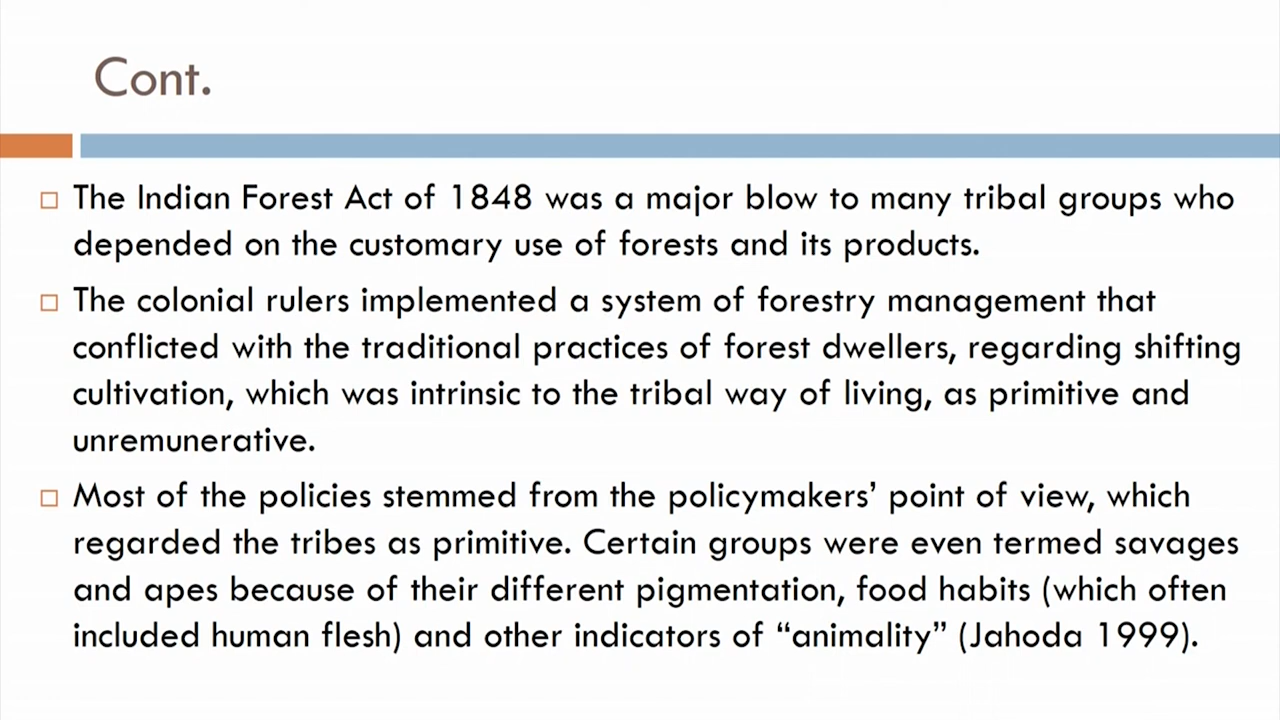 Cont.
The Indian Forest Act of 1848 was a major blow to many tribal groups who
depended on the customary use of forests and its products.
The colonial rulers implemented a system of forestry management that
conflicted with the traditional practices of forest dwellers, regarding shifting
cultivation, which was intrinsic to the tribal way of living, as primitive and
unremunerative.
Most of the policies stemmed from the policymakers’ point of view, which
regarded the tribes as primitive. Certain groups were even termed savages
and apes because of their different pigmentation, food habits (which often
included human flesh) and other indicators of “animality” (Jahoda 1999).